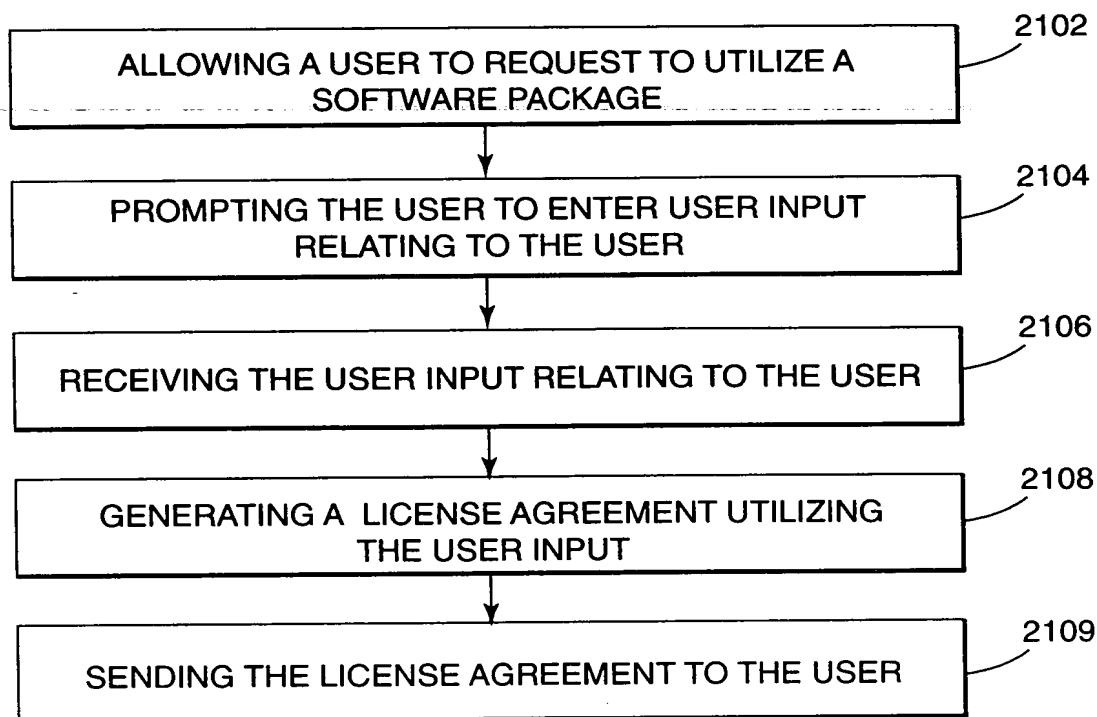 2102
ALLOWING A USER TO REQUEST TO UTILIZE A
SOFTWARE PACKAGE
2104
PROMPTING THE USER TO ENTER USER INPUT
RELATING TO THE USER
2106
RECEIVING THE USER INPUT RELATING TO THE USER
2108
GENERATING A LICENSE AGREEMENT UTILIZING
THE USER INPUT
2109
SENDING THE LICENSE AGREEMENT TO THE USER